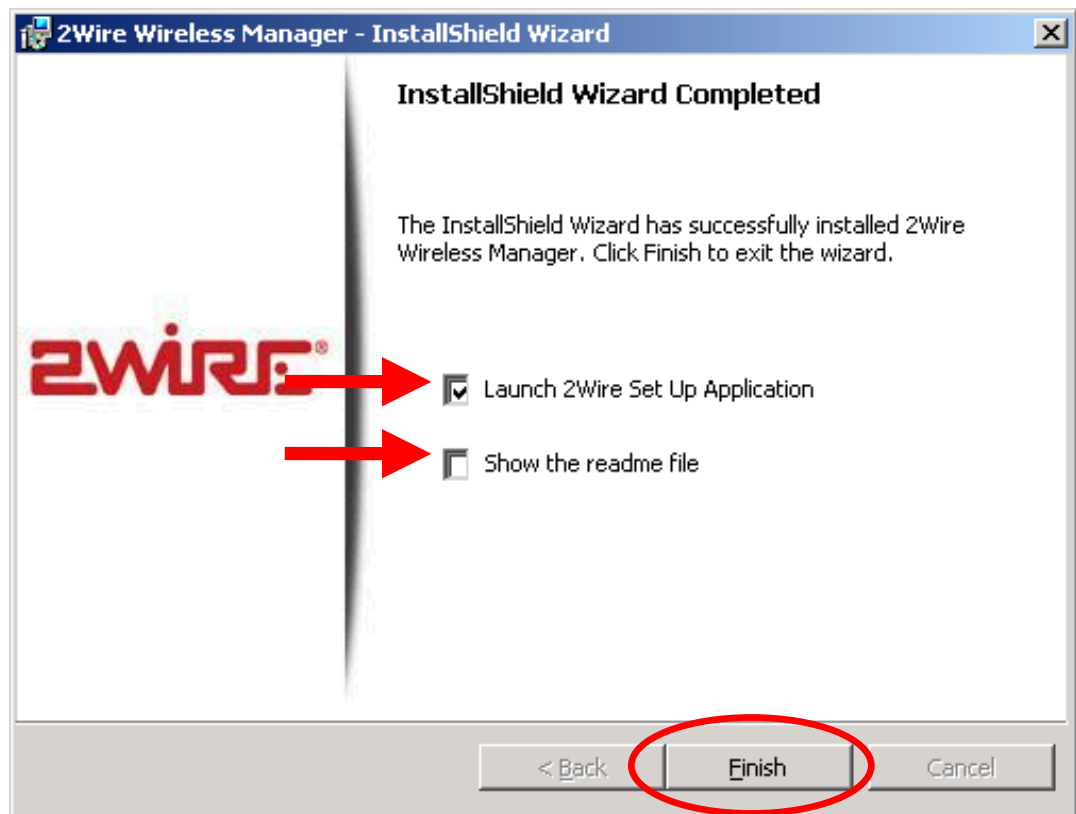 2Wire Wireless Manager - InstallShield Wizard
InstallShield Wizard Completed
The InstallShield Wizard has successfully installed 2Wire
Wireless Manager. Click Finish to exit the wizard.
2WiRE®
Launch 2Wire Set Up Application
Show the readme file
< Back
Finish
Cancel